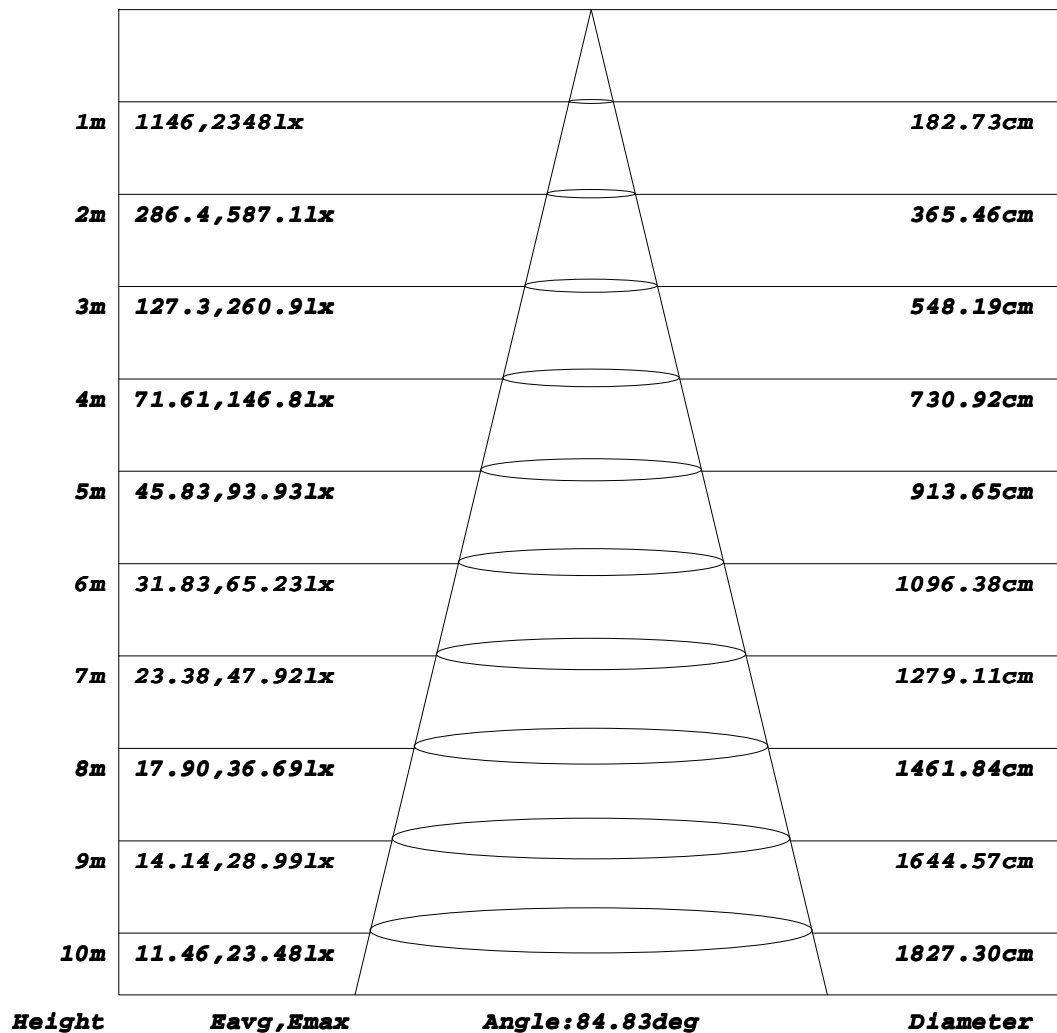 1m 1146,2348lx 182.73cm
2m 286.4,587.1lx 365.46cm
3m 127.3,260.9lx 548.19cm
4m 71.61,146.8lx 730.92cm
5m 45.83,93.93lx 913.65cm
6m 31.83,65.23lx 1096.38cm
7m 23.38,47.92lx 1279.11cm
8m 17.90,36.69lx 1461.84cm
9m 14.14,28.99lx 1644.57cm
10m 11.46,23.48lx 1827.30cm
Height Eavg,Emax Angle:84.83deg Diameter